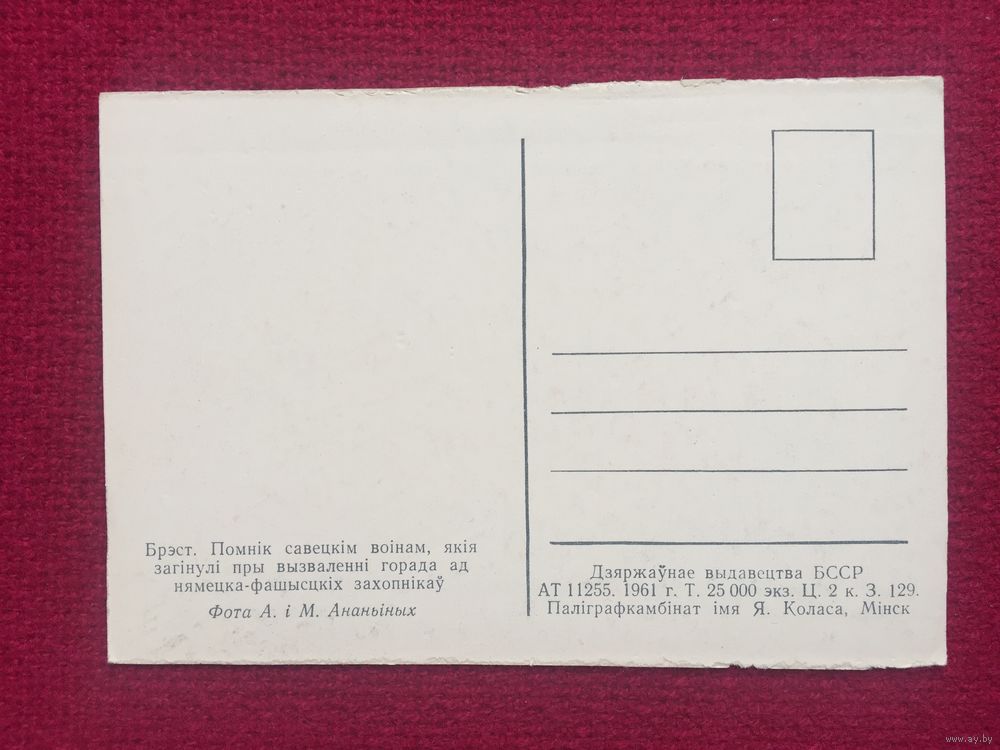 Брэст. Помнік савецкім воінам, якія
загінулі пры вызваленні горада ад
нямецка-фашысцкіх захопнікаў
Фота А. і М. Ананьіных
Дзяржаўнае выдавецтва БССР
АТ 11255. 1961 г. Т. 25 000 экз. Ц. 2 к. З. 129.
Паліграфкамбінат імя Я. Коласа, Мінск
www.ay.by